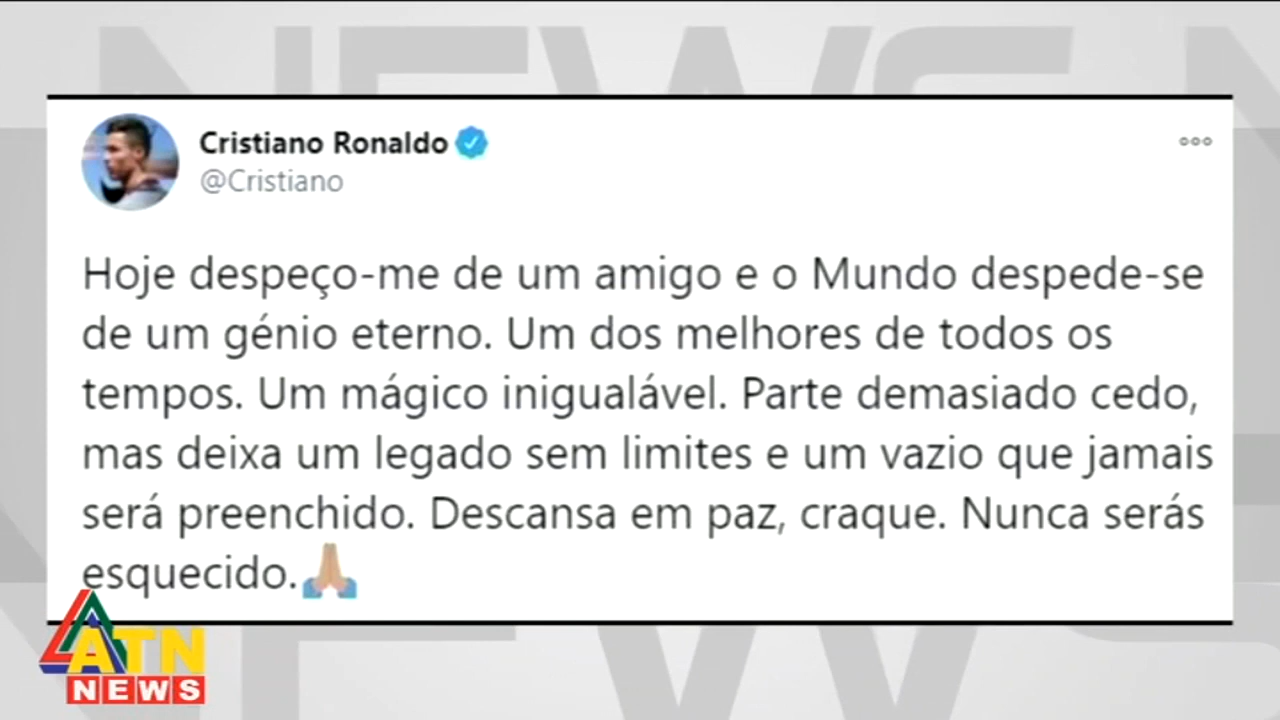 Cristiano Ronaldo
@Cristiano
Hoje despeço-me de um amigo e o Mundo despede-se
de um génio eterno. Um dos melhores de todos os
tempos. Um mágico inigualável. Parte demasiado cedo,
mas deixa um legado sem limites e um vazio que jamais
será preenchido. Descansa em paz, craque. Nunca serás
esquecido.🙏🏼
ATN
NEWS